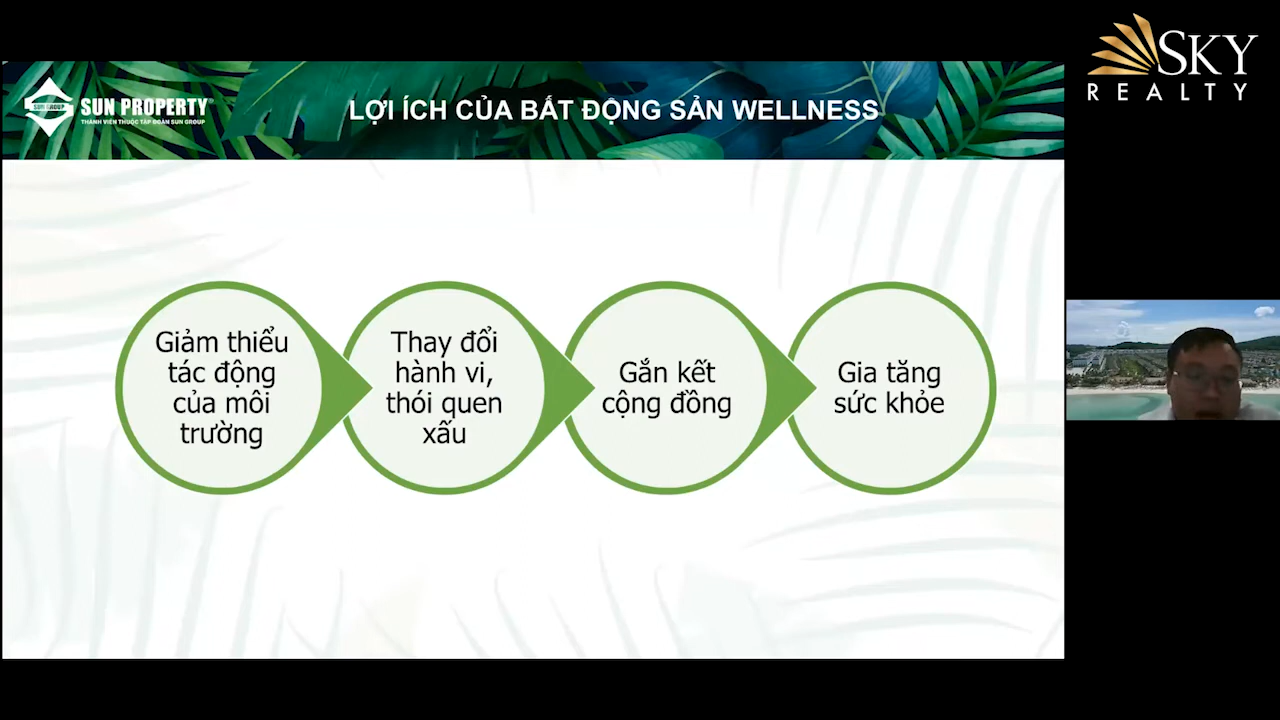 SUN GROUP
SUN PROPERTY
THÀNH VIÊN THUỘC TẬP ĐOÀN SUN GROUP
LỢI ÍCH CỦA BẤT ĐỘNG SẢN WELLNESS
SKY
REALTY
Giảm thiểu
tác động
của môi
trường
Thay đổi
hành vi,
thói quen
xấu
Gắn kết
cộng đồng
Gia tăng
sức khỏe